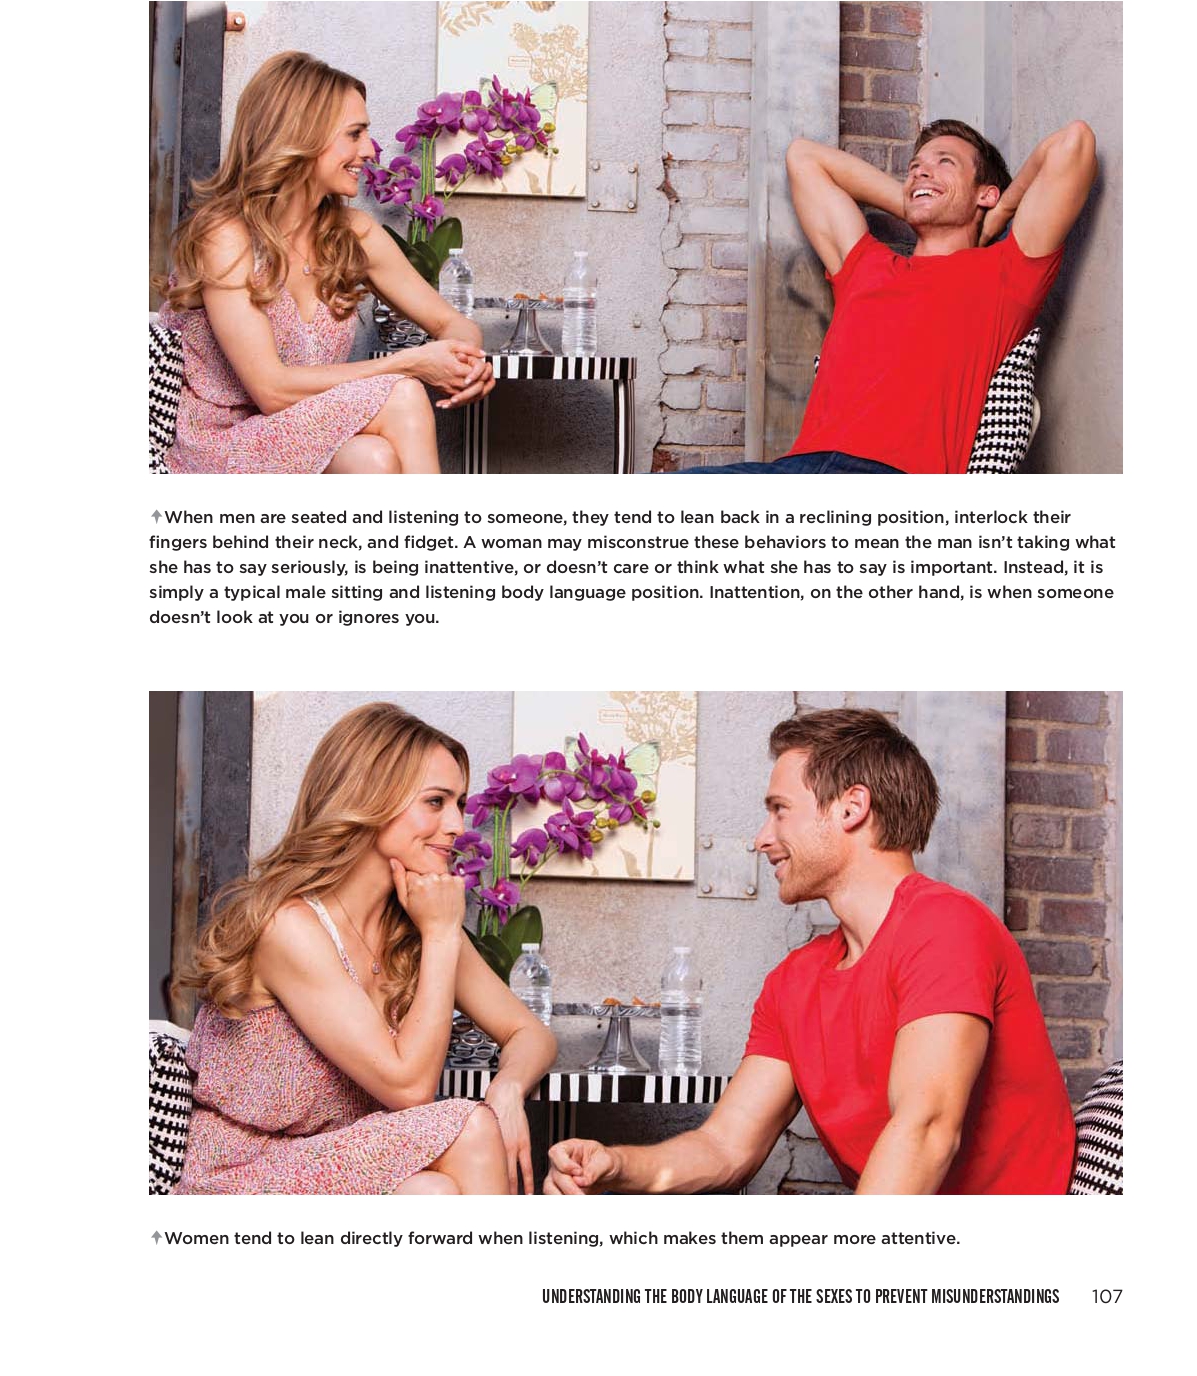 When men are seated and listening to someone, they tend to lean back in a reclining position, interlock their
fingers behind their neck, and fidget. A woman may misconstrue these behaviors to mean the man isn’t taking what
she has to say seriously, is being inattentive, or doesn’t care or think what she has to say is important. Instead, it is
simply a typical male sitting and listening body language position. Inattention, on the other hand, is when someone
doesn’t look at you or ignores you.
Women tend to lean directly forward when listening, which makes them appear more attentive.
UNDERSTANDING THE BODY LANGUAGE OF THE SEXES TO PREVENT MISUNDERSTANDINGS 107